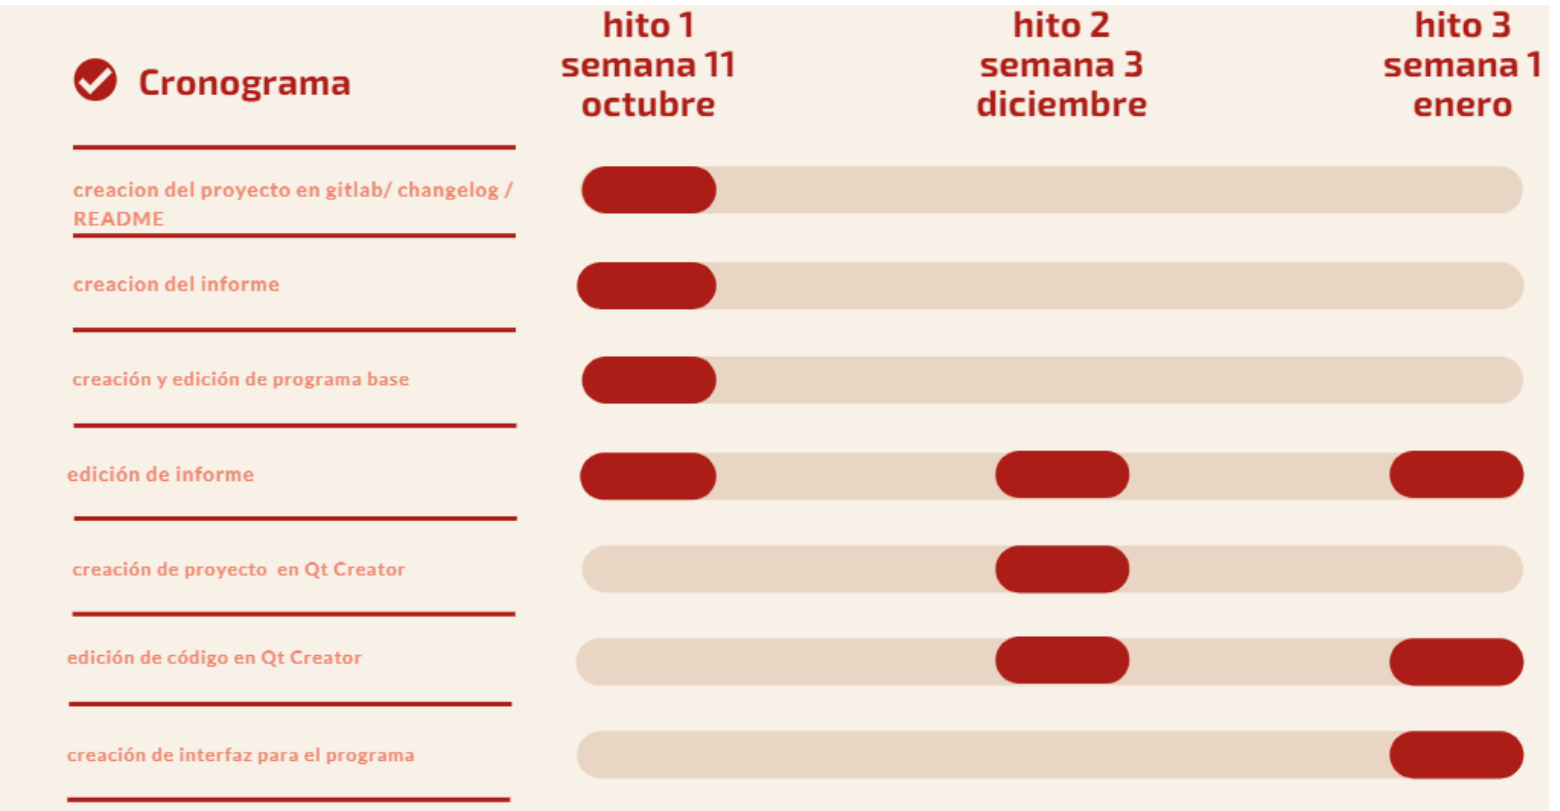 hito 1
semana 11
octubre
hito 2
semana 3
diciembre
hito 3
semana 1
enero
Cronograma
creacion del proyecto en gitlab/ changelog /
README
creacion del informe
creación y edición de programa base
edición de informe
creación de proyecto en Qt Creator
edición de código en Qt Creator
creación de interfaz para el programa